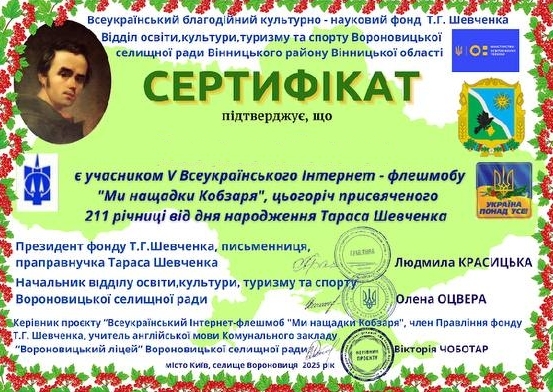 Всеукраїнський благодійний культурно - науковий фонд Т.Г. Шевченка
Відділ освіти,культури,туризму та спорту Вороновицької
селищної ради Вінницького району Вінницької області
СЕРТИФІКАТ
підтверджує, що
є учасником V Всеукраїнського Інтернет - флешмобу
"Ми нащадки Кобзаря", цьогоріч присвяченого
211 річниці від дня народження Тараса Шевченка
УКРАЇНА
ПОНАД УСЕ!
Президент фонду Т.Г.Шевченка, письменниця,
праправнучка Тараса Шевченка
Людмила КРАСИЦЬКА
Начальник відділу освіти,культури, туризму та спорту
Вороновицької селищної ради
Олена ОЦВЕРА
Керівник проєкту "Всеукраїнський Інтернет-флешмоб "Ми нащадки Кобзаря", член Правління фонду
Т.Г. Шевченка, учитель англійської мови Комунального закладу
"Вороновицький ліцей" Вороновицької селищної ради
Вікторія ЧОБОТАР
КЕРІВНИК
ПРОЕКТУ
місто Київ, селище Вороновиця 2025 рік